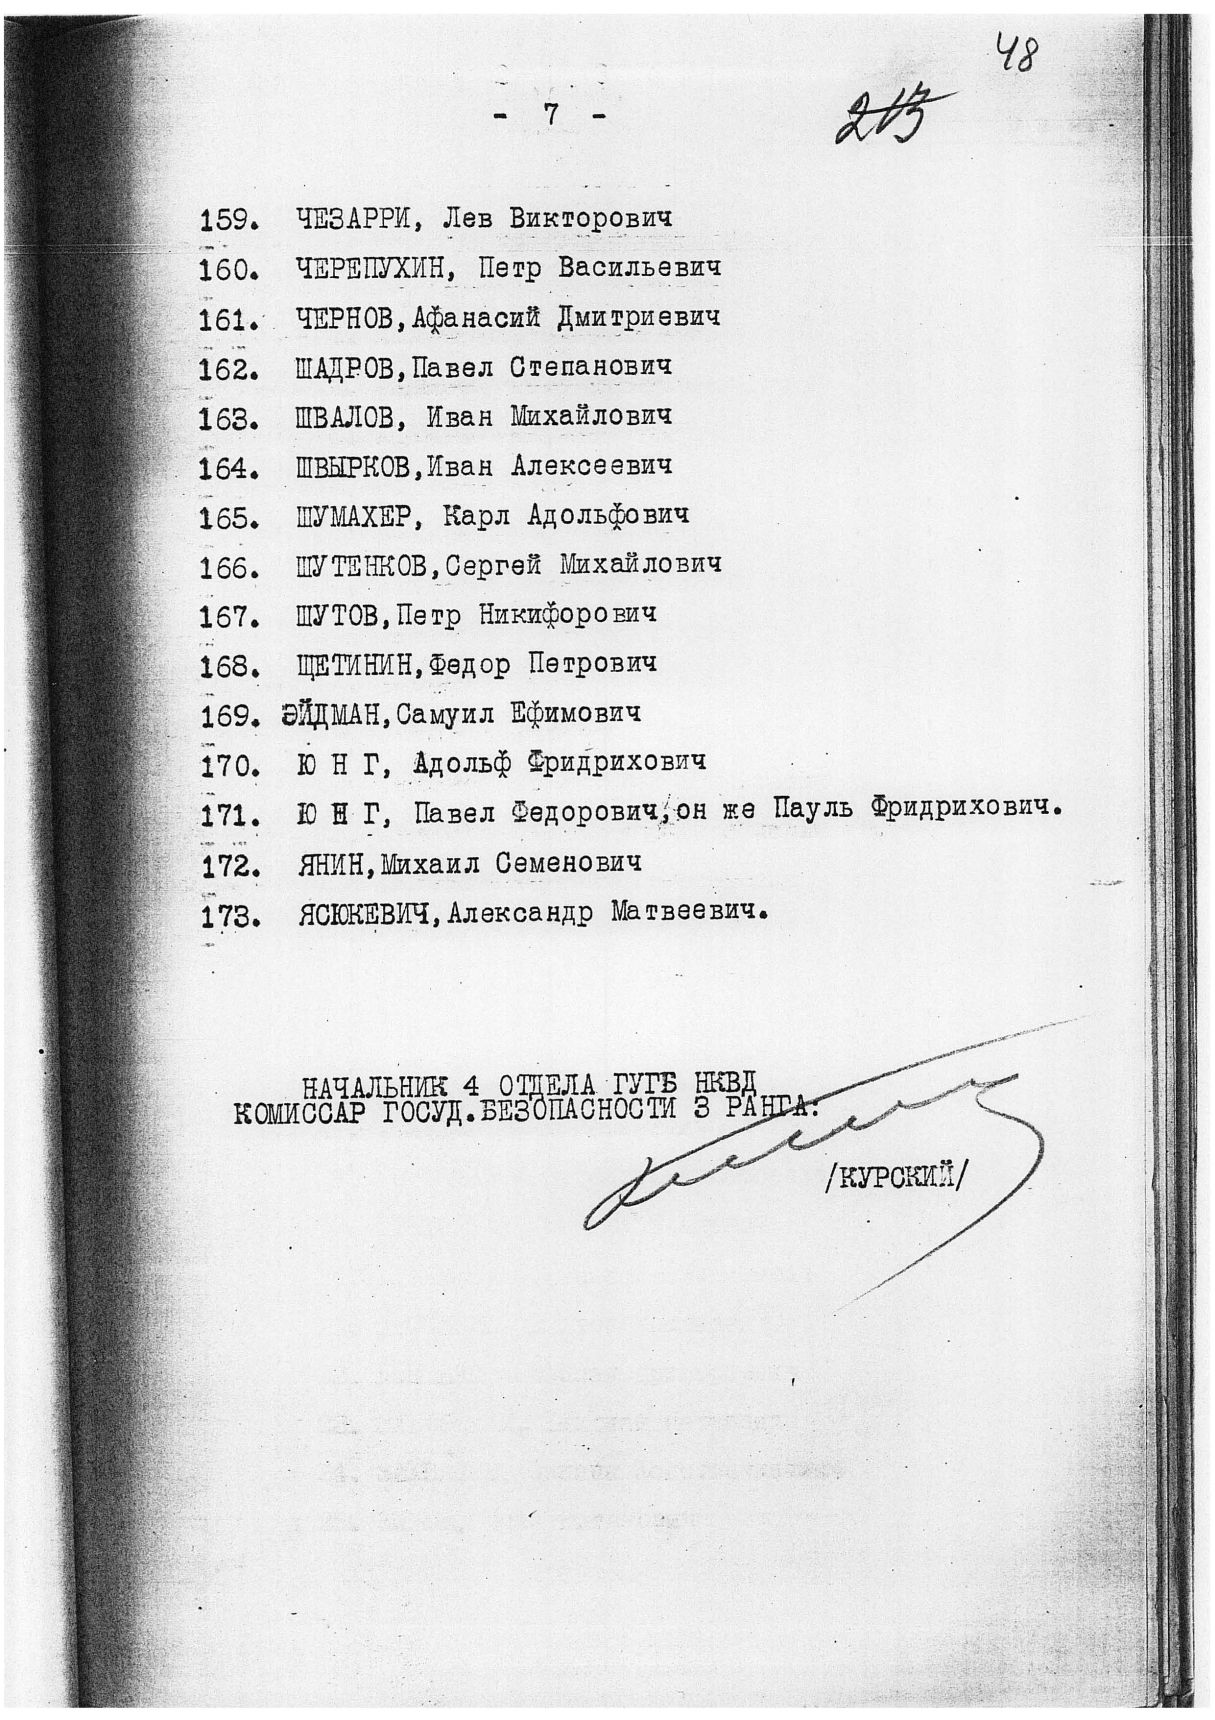 48
- 7 -
213
159. ЧЕЗАРРИ, Лев Викторович
160. ЧЕРЕПУХИН, Петр Васильевич
161. ЧЕРНОВ,Афанасий Дмитриевич
162. ШАДРОВ,Павел Степанович
163. ШВАЛОВ, Иван Михайлович
164. ШВЫРКОВ,Иван Алексеевич
165. ШУМАХЕР, Карл Адольфович
166. ШУТЕНКОВ,Сергей Михайлович
167. ШУТОВ,Петр Никифорович
168. ЩЕТИНИН,Федор Петрович
169. ЭЙДМАН,Самуил Ефимович
170. Ю Н Г, Адольф Фридрихович
171. Ю Н Г, Павел Федорович,он же Пауль Фридрихович.
172. ЯНИН,Михаил Семенович
173. ЯСЮКЕВИЧ,Александр Матвеевич.
НАЧАЛЬНИК 4 ОТДЕЛА ГУГБ НКВД
КОМИССАР ГОСУД.БЕЗОПАСНОСТИ 3 РАНГА:
/КУРСКИЙ/